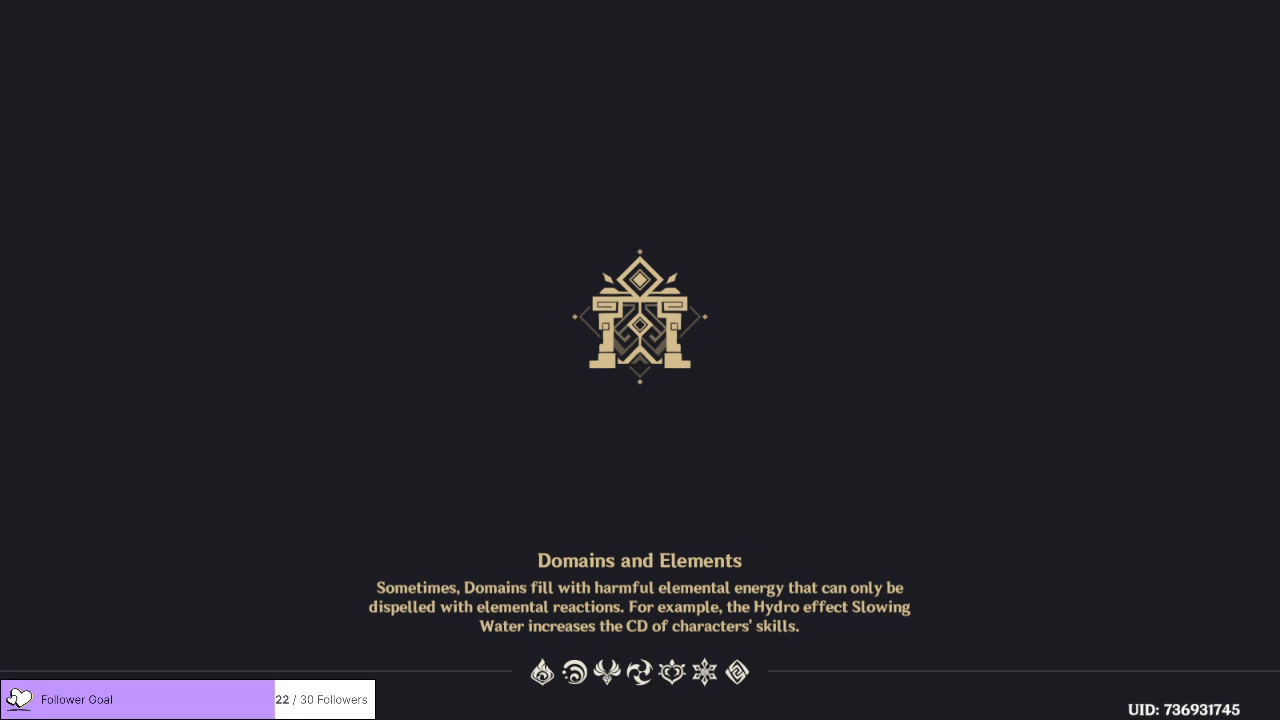 Domains and Elements
Sometimes, Domains fill with harmful elemental energy that can only be
dispelled with elemental reactions. For example, the Hydro effect Slowing
Water increases the CD of characters' skills.
Follower Goal
22 / 30 Followers
UID: 736931745